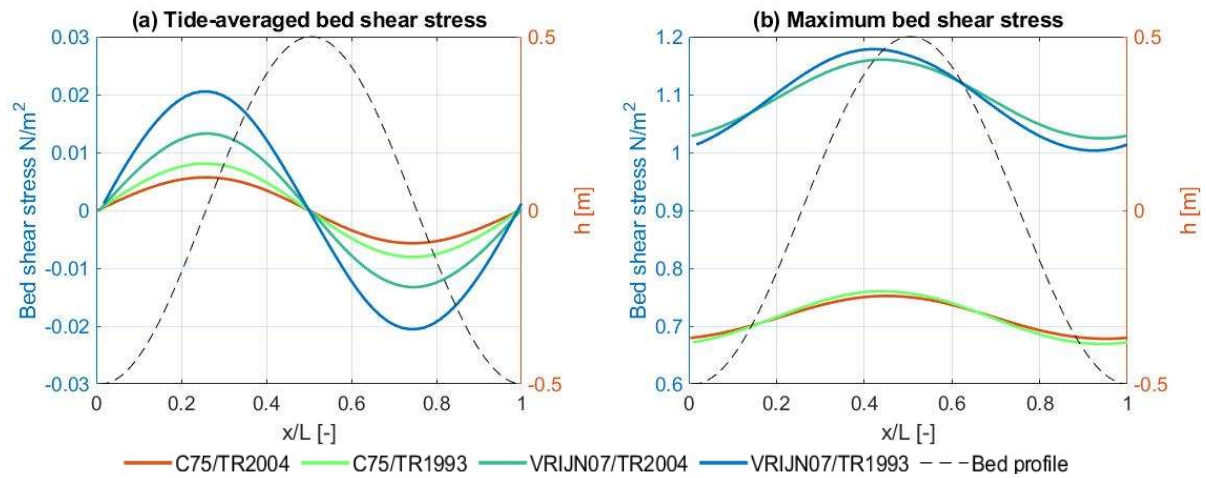 (a) Tide-averaged bed shear stress
0.03
0.02
0.01
0
-0.01
-0.02
-0.03
Bed shear stress N/m²
0 0.2 0.4 0.6 0.8 1
x/L [-]
0.5
0
-0.5
h [m]
(b) Maximum bed shear stress
1.2
1.1
1
0.9
0.8
0.7
0.6
Bed shear stress N/m²
0 0.2 0.4 0.6 0.8 1
x/L [-]
0.5
0
-0.5
h [m]
C75/TR2004 C75/TR1993 VRIJN07/TR2004 VRIJN07/TR1993 Bed profile